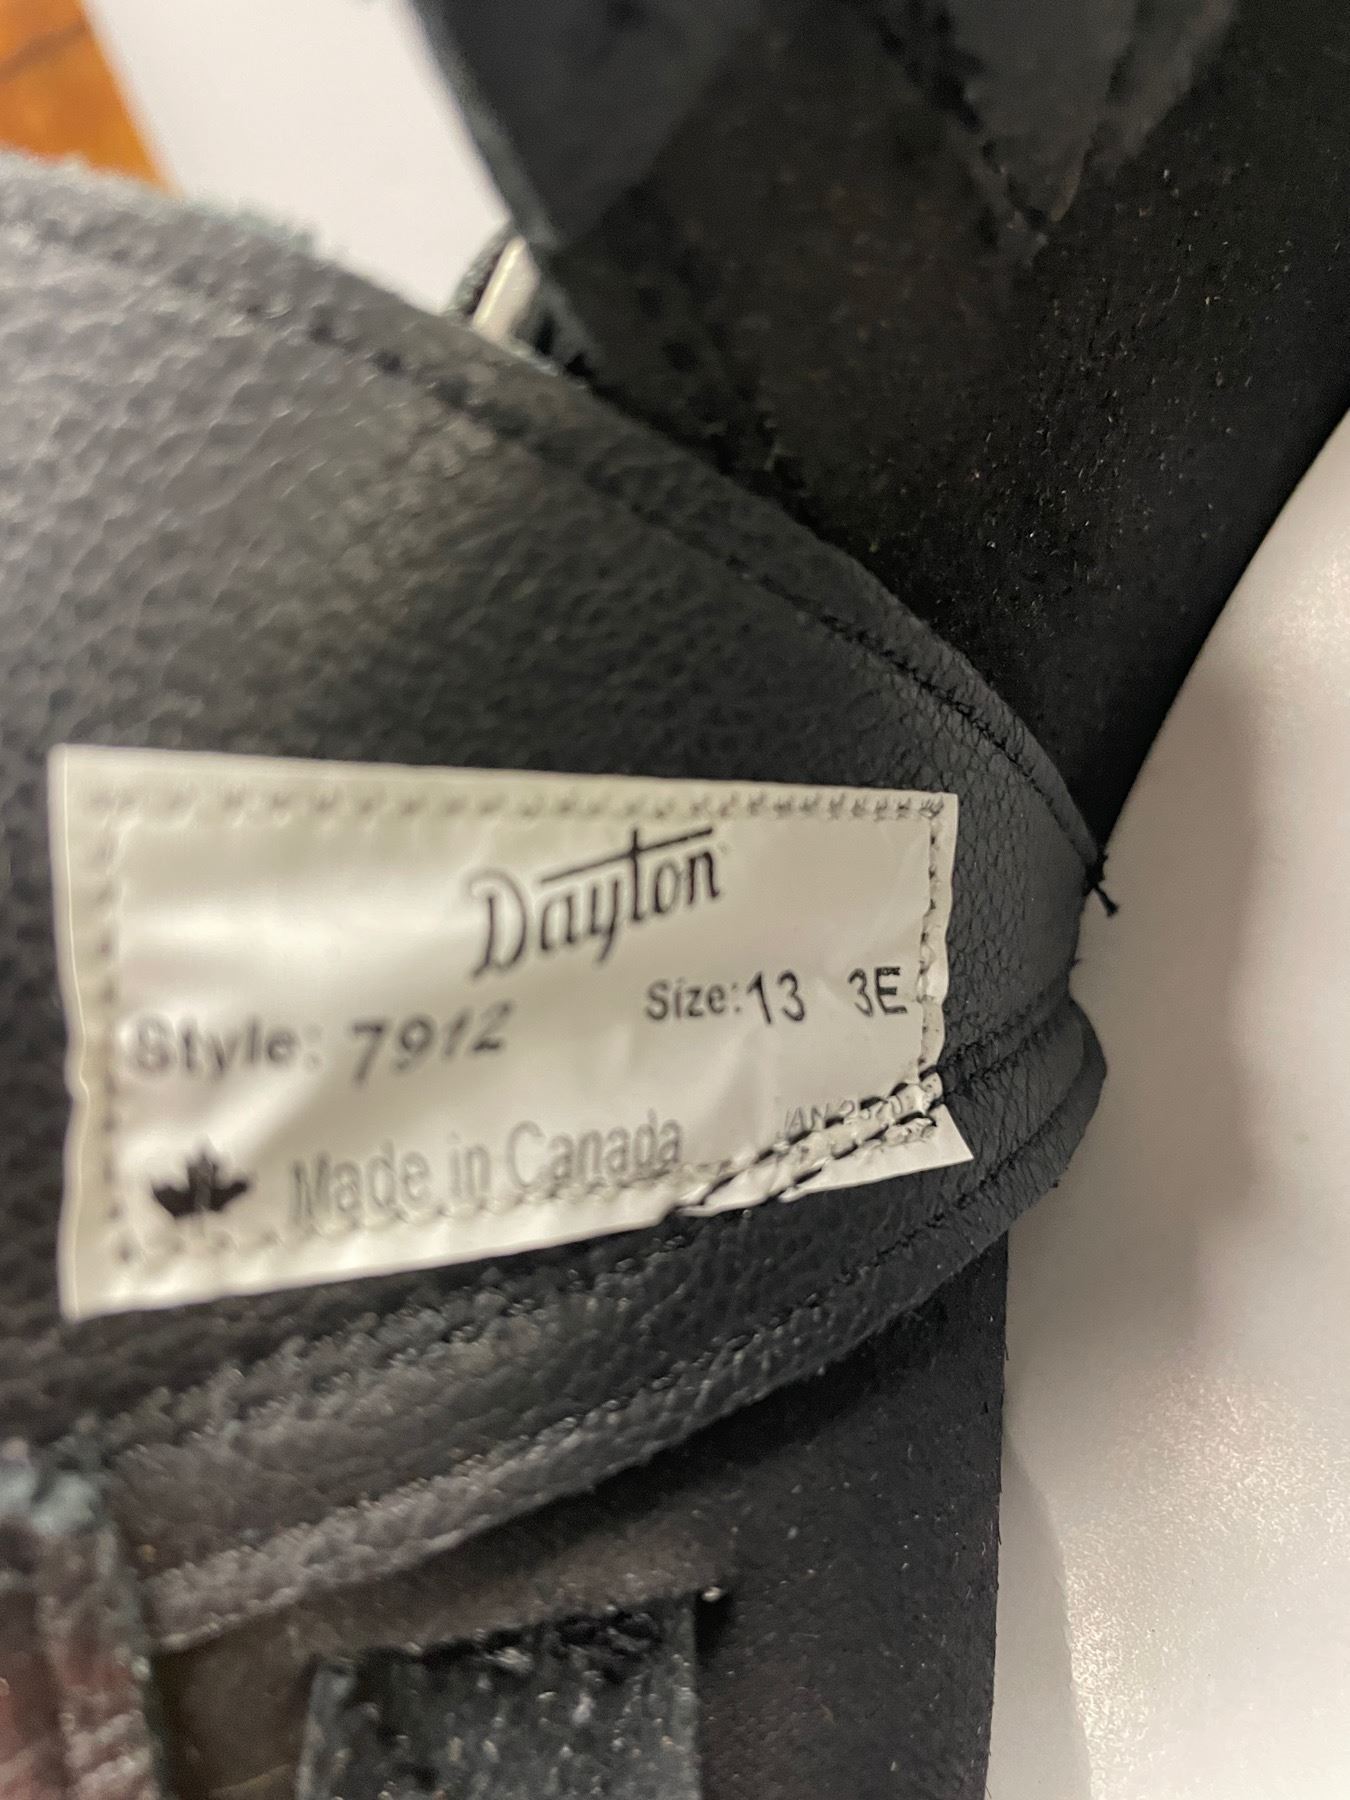 Dayton
Style: 7912 Size: 13 3E
Made in Canada